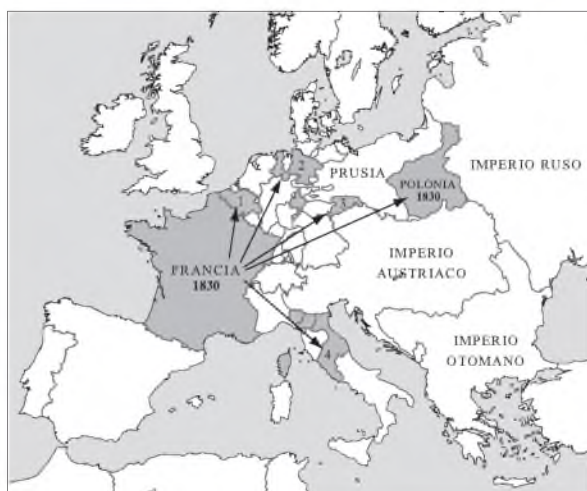 2
PRUSIA
IMPERIO RUSO
POLONIA
1830
1
3
FRANCIA
1830
IMPERIO
AUSTRIACO
IMPERIO
OTOMANO
4